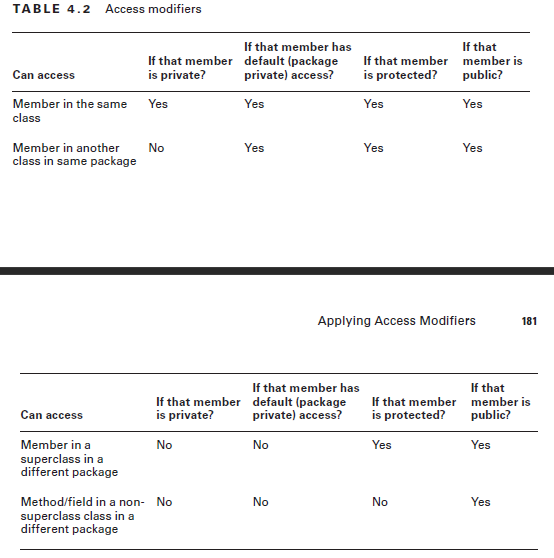 TABLE 4.2 Access modifiers
Can access
If that member is private?
If that member has default (package private) access?
If that member is protected?
If that member is public?
Member in the same class
Yes
Yes
Yes
Yes
Member in another class in same package
No
Yes
Yes
Yes
Applying Access Modifiers 181
Can access
If that member is private?
If that member has default (package private) access?
If that member is protected?
If that member is public?
Member in a superclass in a different package
No
No
Yes
Yes
Method/field in a non-superclass class in a different package
No
No
No
Yes